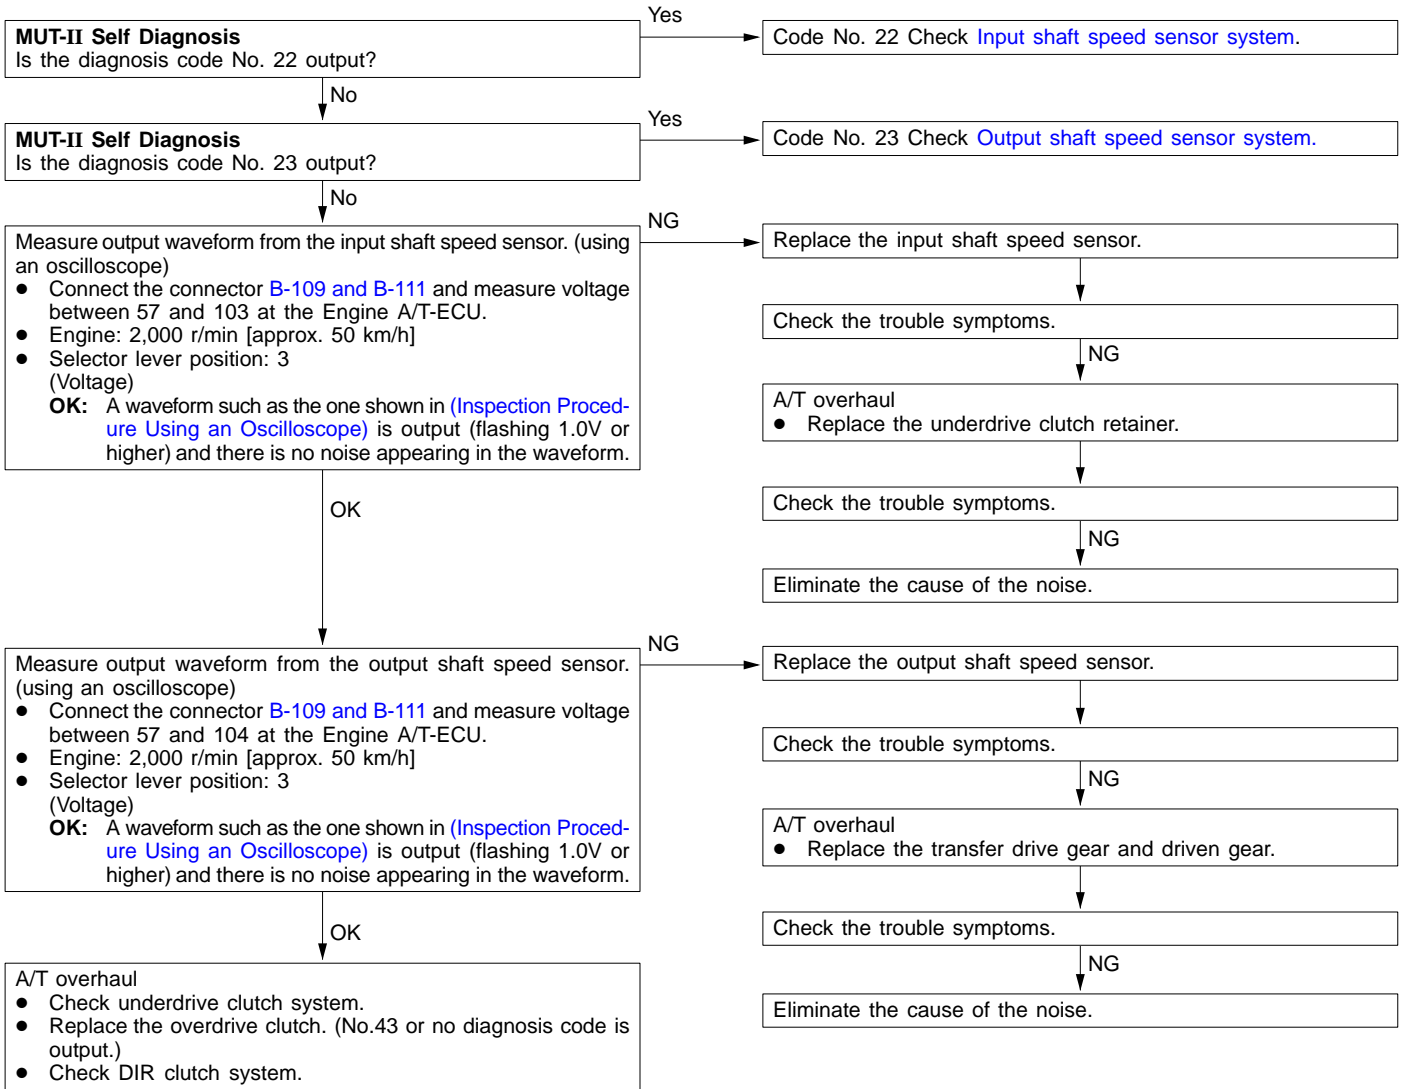 MUT-II Self Diagnosis
Is the diagnosis code No. 22 output?
Yes
Code No. 22 Check Input shaft speed sensor system.
No
MUT-II Self Diagnosis
Is the diagnosis code No. 23 output?
Yes
Code No. 23 Check Output shaft speed sensor system.
No
Measure output waveform from the input shaft speed sensor. (using
an oscilloscope)
● Connect the connector B-109 and B-111 and measure voltage
between 57 and 103 at the Engine A/T-ECU.
● Engine: 2,000 r/min [approx. 50 km/h]
● Selector lever position: 3
(Voltage)
OK: A waveform such as the one shown in (Inspection Proced-
ure Using an Oscilloscope) is output (flashing 1.0V or
higher) and there is no noise appearing in the waveform.
NG
Replace the input shaft speed sensor.
Check the trouble symptoms.
NG
A/T overhaul
● Replace the underdrive clutch retainer.
Check the trouble symptoms.
NG
Eliminate the cause of the noise.
OK
Measure output waveform from the output shaft speed sensor.
(using an oscilloscope)
● Connect the connector B-109 and B-111 and measure voltage
between 57 and 104 at the Engine A/T-ECU.
● Engine: 2,000 r/min [approx. 50 km/h]
● Selector lever position: 3
(Voltage)
OK: A waveform such as the one shown in (Inspection Proced-
ure Using an Oscilloscope) is output (flashing 1.0V or
higher) and there is no noise appearing in the waveform.
NG
Replace the output shaft speed sensor.
Check the trouble symptoms.
NG
A/T overhaul
● Replace the transfer drive gear and driven gear.
Check the trouble symptoms.
NG
Eliminate the cause of the noise.
OK
A/T overhaul
● Check underdrive clutch system.
● Replace the overdrive clutch. (No.43 or no diagnosis code is
output.)
● Check DIR clutch system.